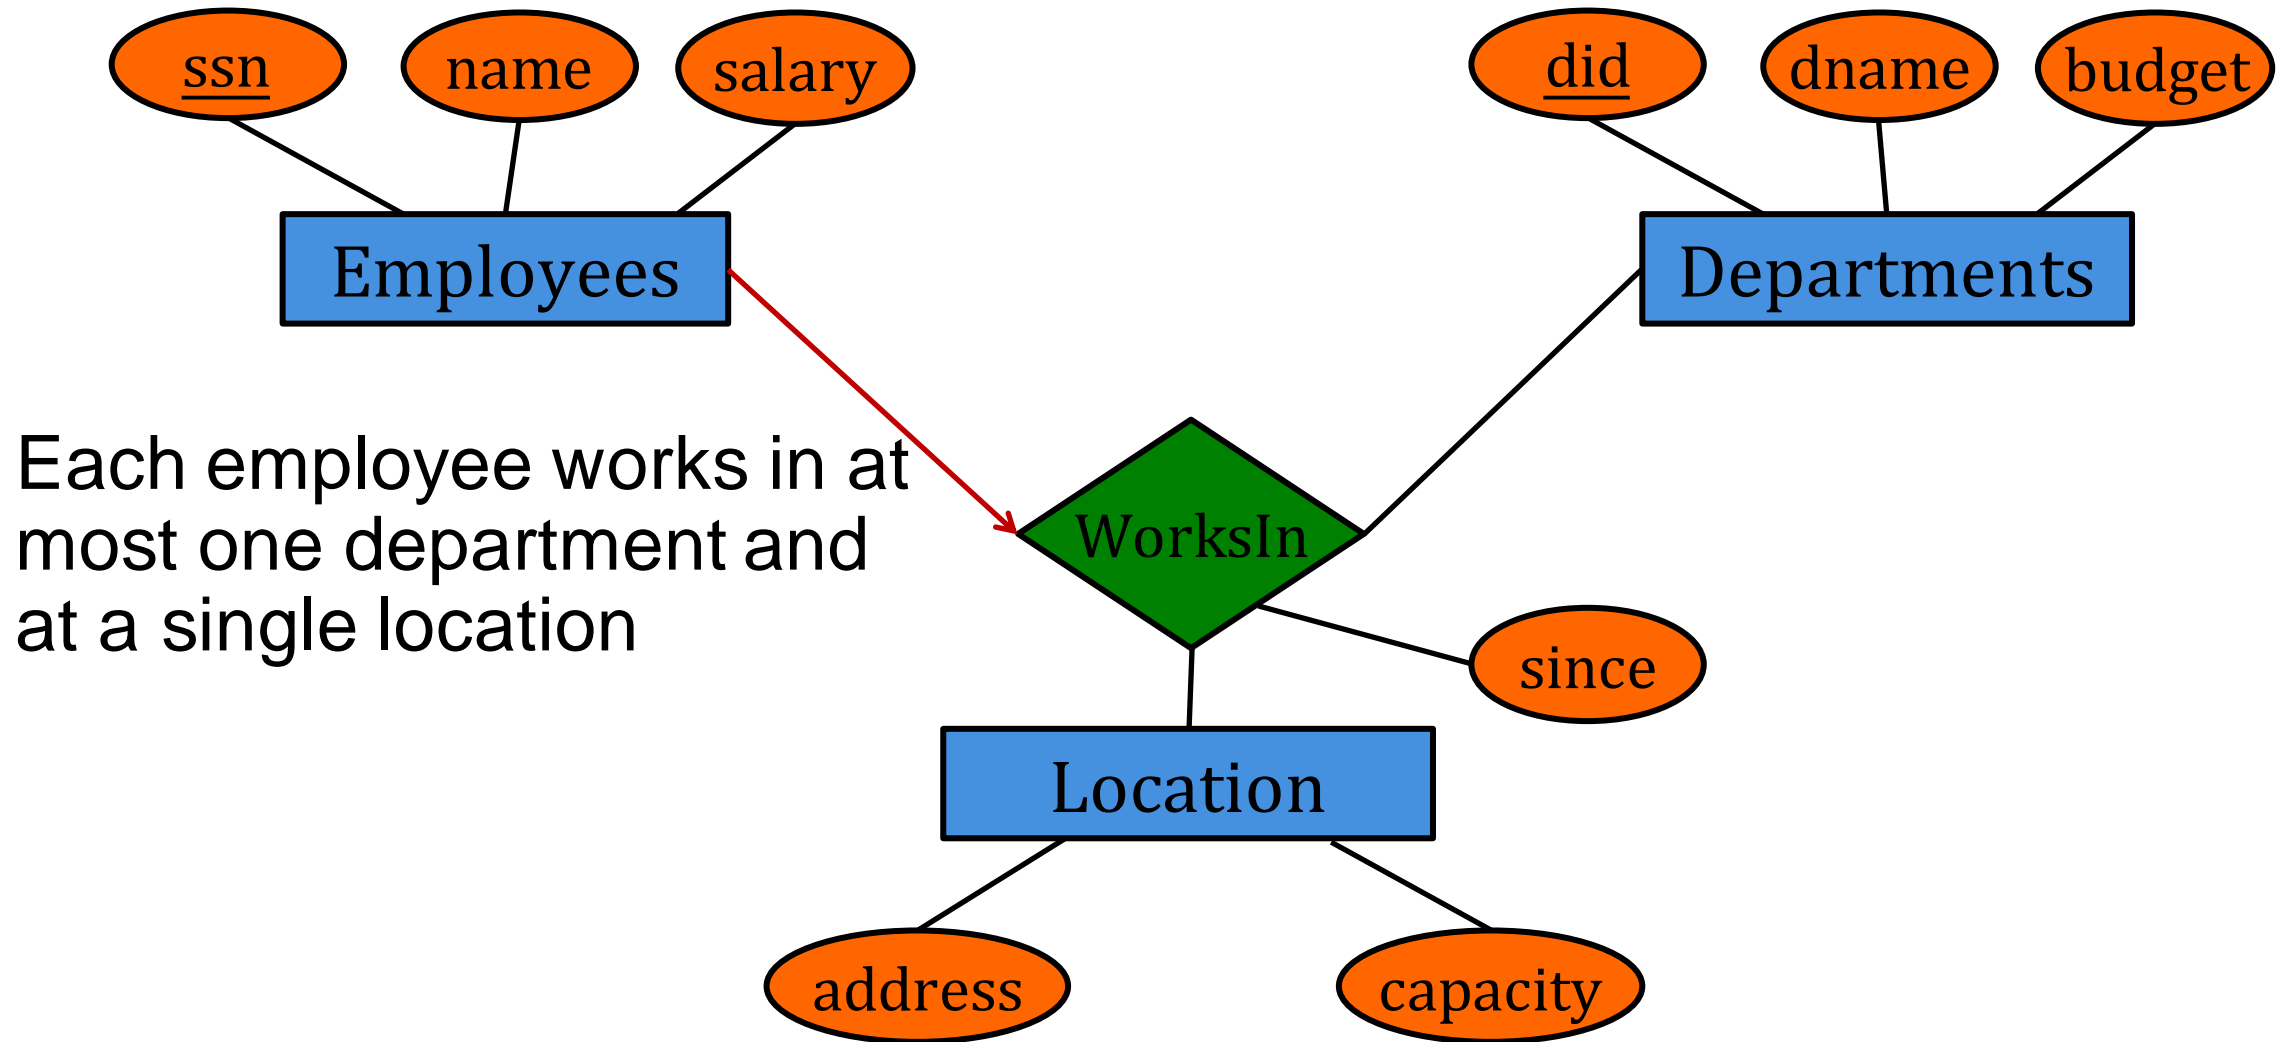 ssn
name
salary
did
dname
budget
Employees
Departments
Each employee works in at
most one department and
at a single location
WorksIn
since
Location
address
capacity